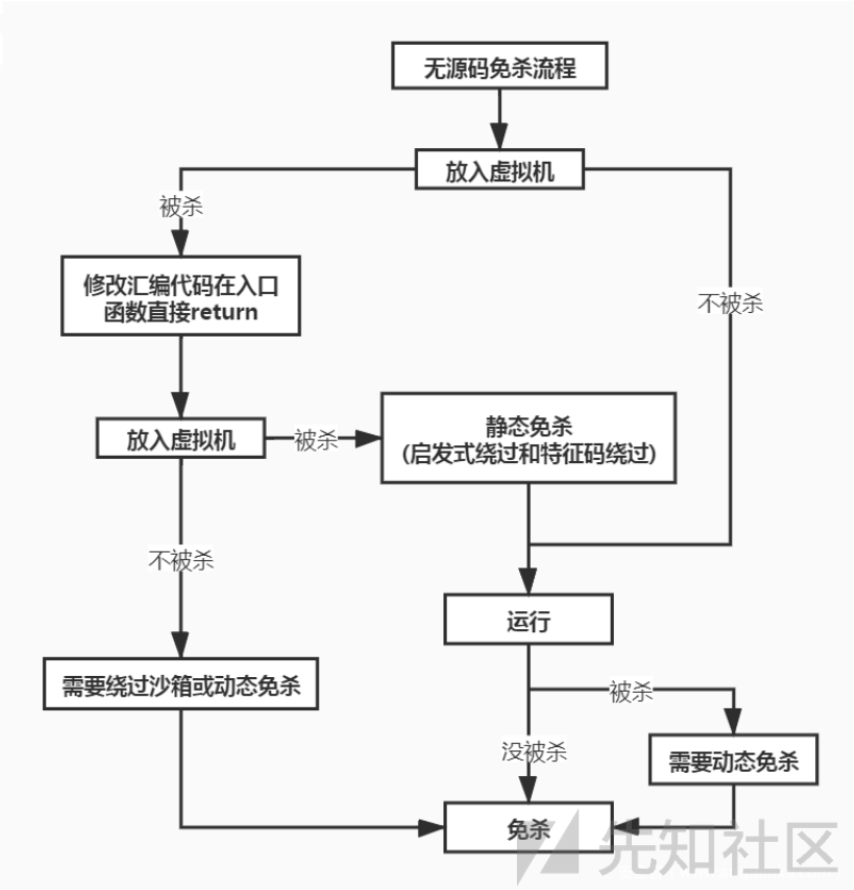 无源码免杀流程
放入虚拟机
被杀
不被杀
修改汇编代码在入口
函数直接return
放入虚拟机
被杀
静态免杀
(启发式绕过和特征码绕过)
不被杀
运行
需要绕过沙箱或动态免杀
被杀
没被杀
需要动态免杀
免杀
先知社区